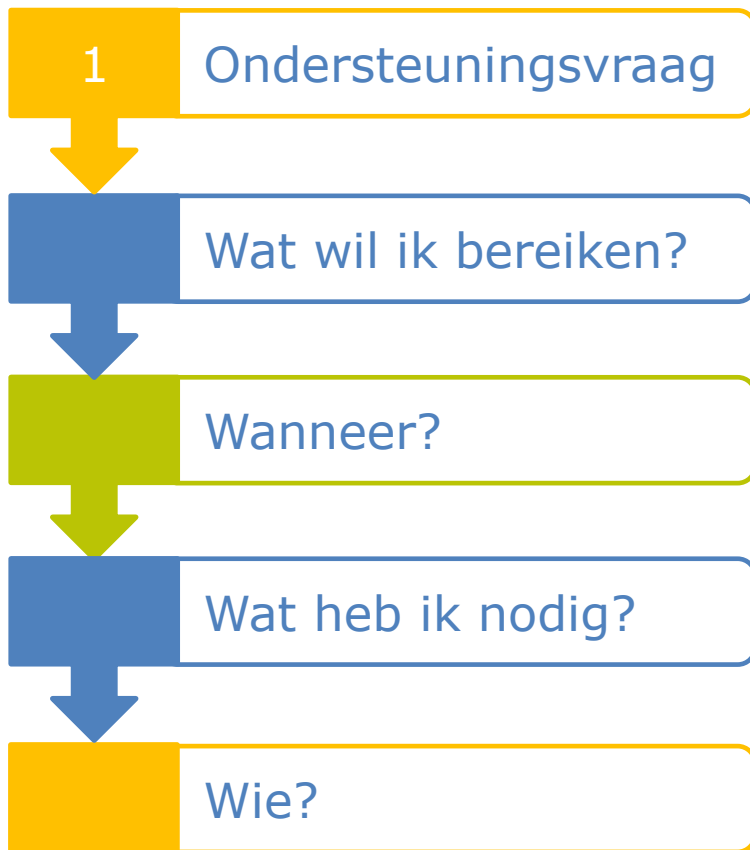 1 Ondersteuningsvraag
Wat wil ik bereiken?
Wanneer?
Wat heb ik nodig?
Wie?